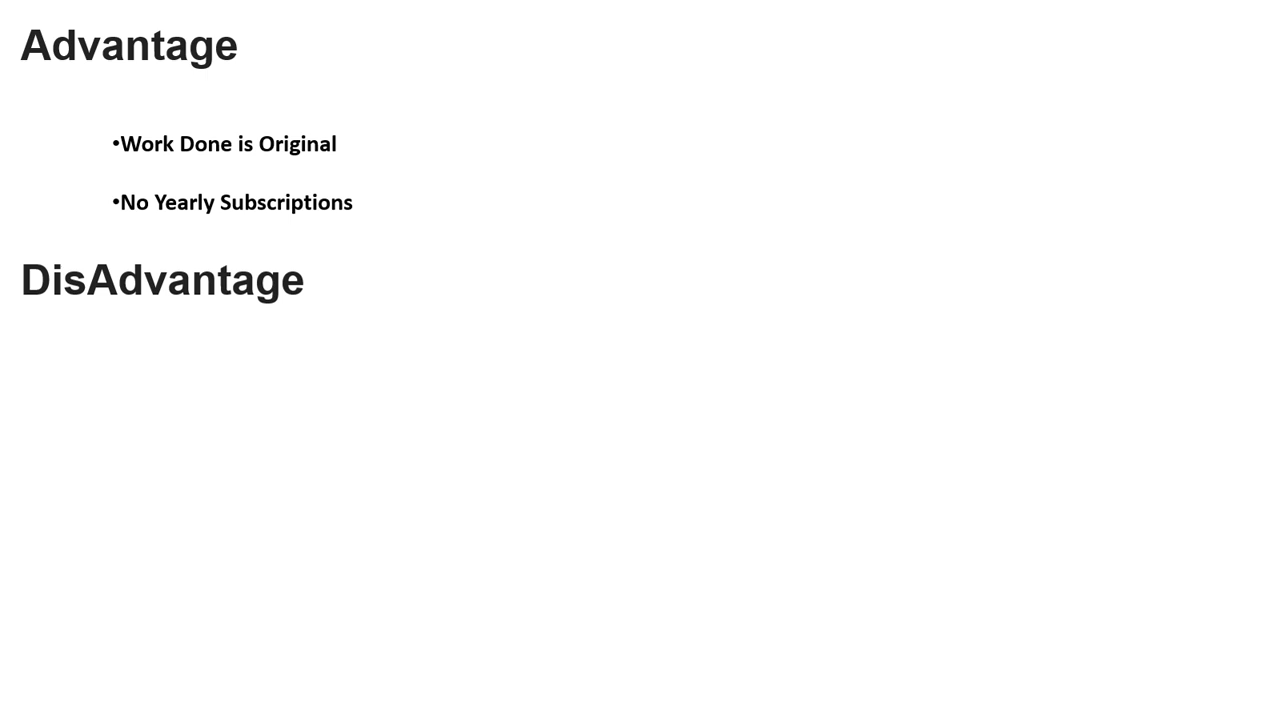 Advantage
•Work Done is Original
•No Yearly Subscriptions
DisAdvantage